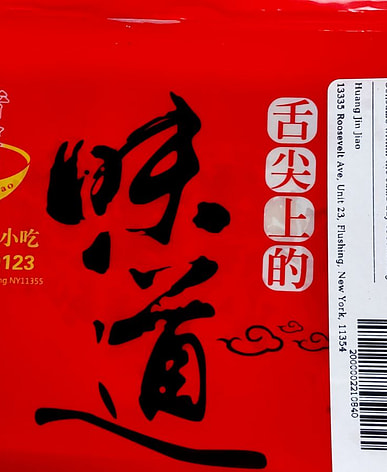 舌尖上的
味道
小吃
123
NY11355
Huang Jin Jiao
13335 Roosevelt Ave, Unit 23, Flushing, New York, 11354
2000002210840